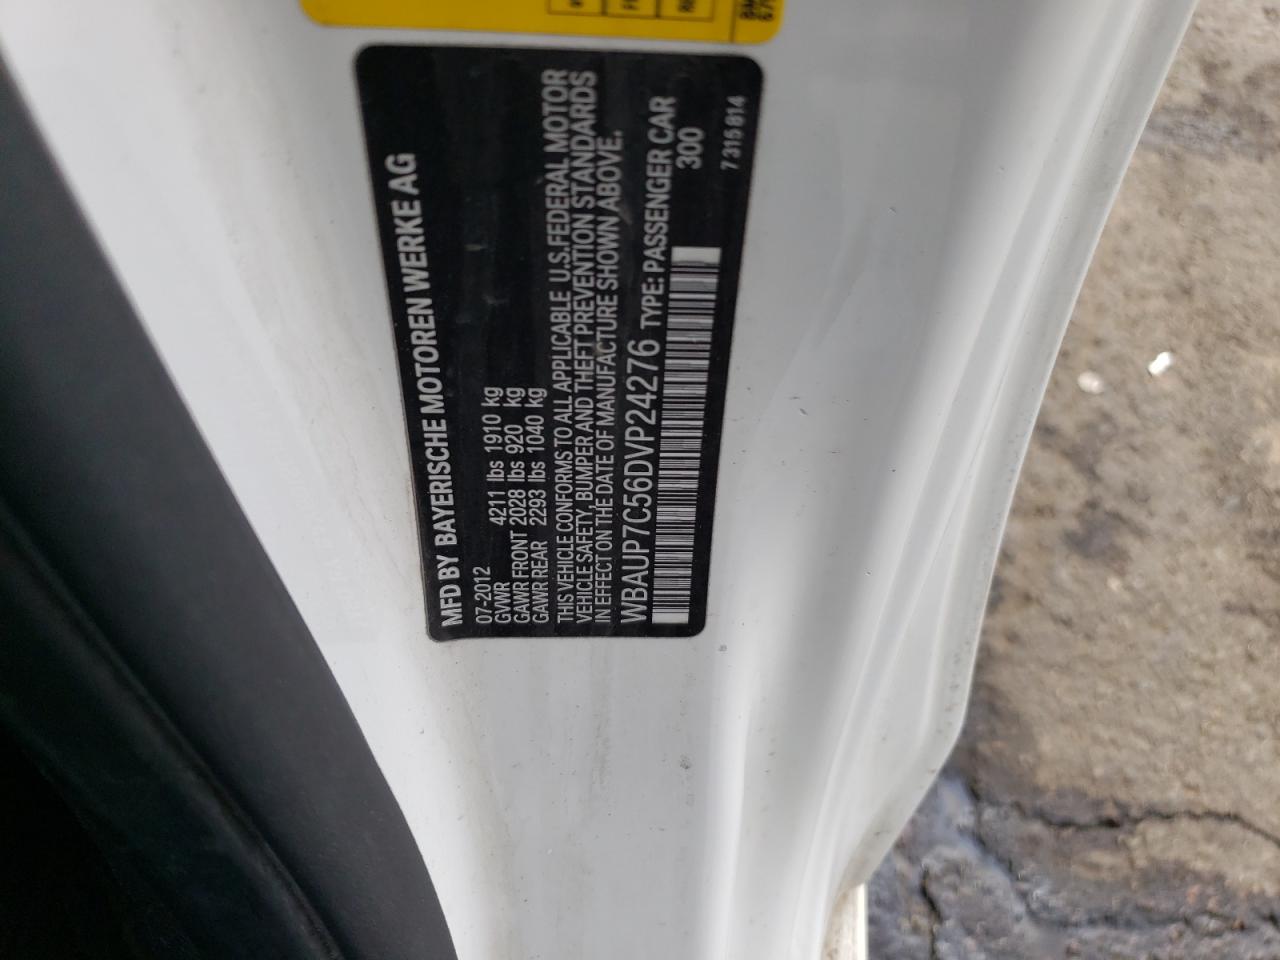 MFD BY BAYERISCHE MOTOREN WERKE AG
07-2012
GVWR 4211 lbs 1910 kg
GAWR FRONT 2028 lbs 920 kg
GAWR REAR 2293 lbs 1040 kg
THIS VEHICLE CONFORMS TO ALL APPLICABLE U.S.FEDERAL MOTOR
VEHICLE SAFETY, BUMPER AND THEFT PREVENTION STANDARDS
IN EFFECT ON THE DATE OF MANUFACTURE SHOWN ABOVE.
WBAUP7C56DVP24276 TYPE: PASSENGER CAR
300
7 315 814